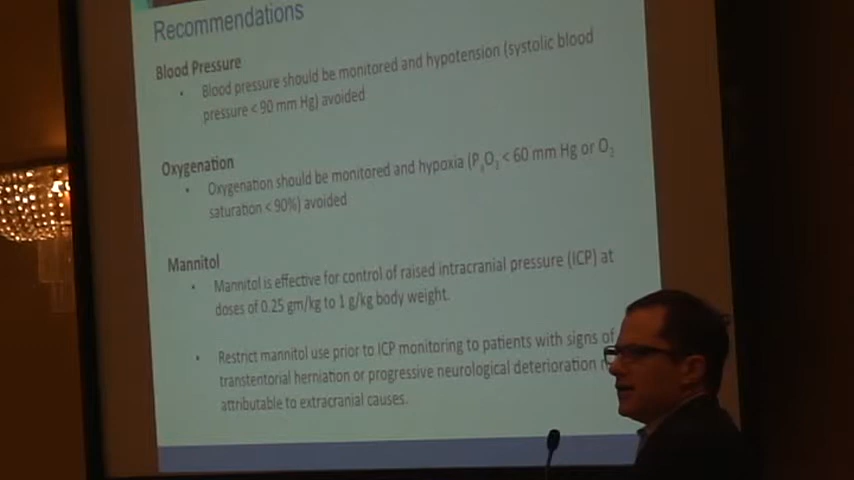 Recommendations
Blood Pressure
• Blood pressure should be monitored and hypotension (systolic blood
pressure < 90 mm Hg) avoided
Oxygenation
• Oxygenation should be monitored and hypoxia (PₐO₂ < 60 mm Hg or O₂
saturation < 90%) avoided
Mannitol
• Mannitol is effective for control of raised intracranial pressure (ICP) at
doses of 0.25 gm/kg to 1 g/kg body weight.
• Restrict mannitol use prior to ICP monitoring to patients with signs of
transtentorial herniation or progressive neurological deterioration
attributable to extracranial causes.